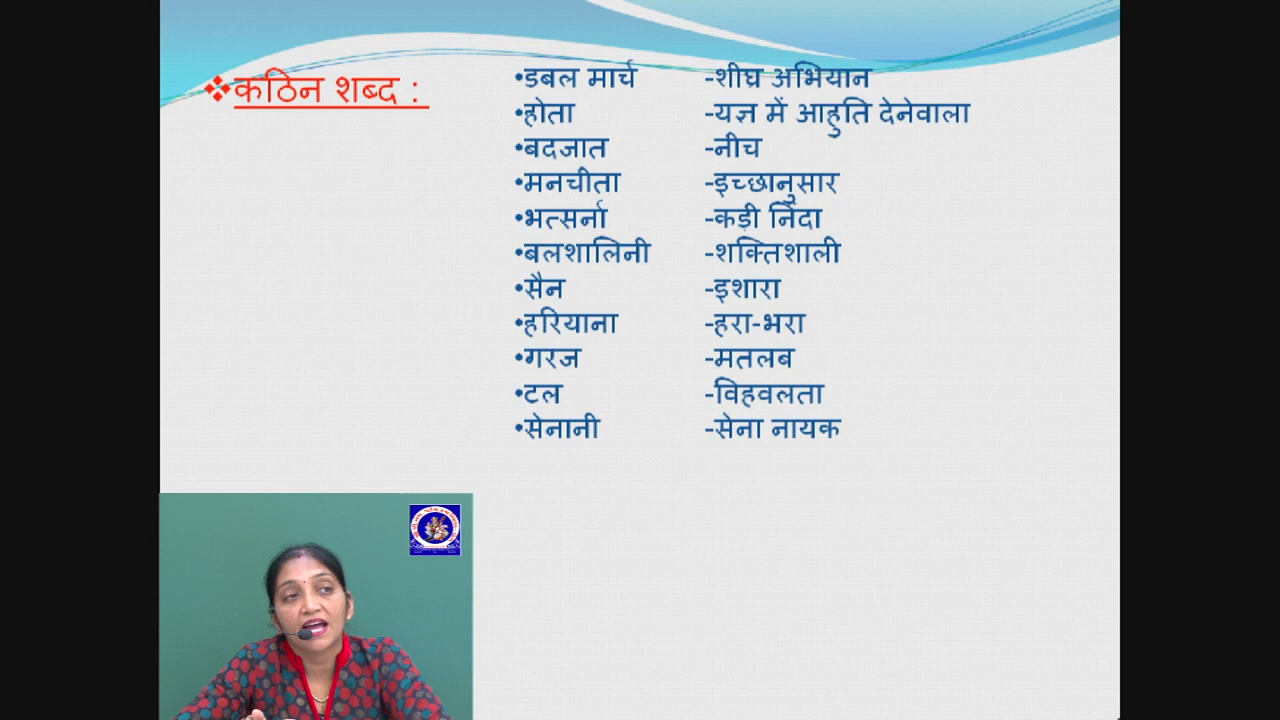 ❖कठिन शब्द :
•डबल मार्च -शीघ्र अभियान
•होता -यज्ञ में आहुति देनेवाला
•बदजात -नीच
•मनचीता -इच्छानुसार
•भत्सर्ना -कड़ी निंदा
•बलशालिनी -शक्तिशाली
•सैन -इशारा
•हरियाना -हरा-भरा
•गरज -मतलब
•टल -विहवलता
•सेनानी -सेना नायक